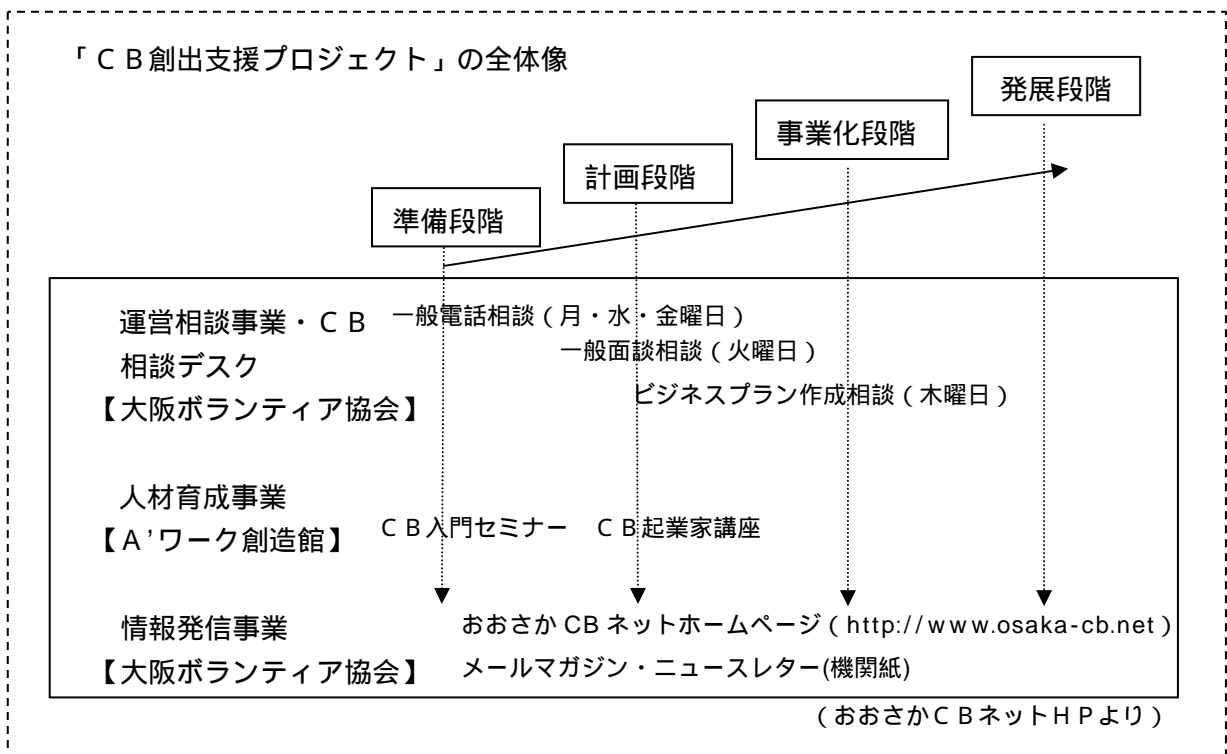 「ＣＢ創出支援プロジェクト」の全体像
発展段階
事業化段階
計画段階
準備段階
運営相談事業・ＣＢ
相談デスク
【大阪ボランティア協会】
一般電話相談（月・水・金曜日）
一般面談相談（火曜日）
ビジネスプラン作成相談（木曜日）
人材育成事業
【A’ワーク創造館】
ＣＢ入門セミナー　ＣＢ起業家講座
情報発信事業
【大阪ボランティア協会】
おおさか CB ネットホームページ（http://www.osaka-cb.net）
メールマガジン・ニュースレター(機関紙)
（おおさかＣＢネットＨＰより）